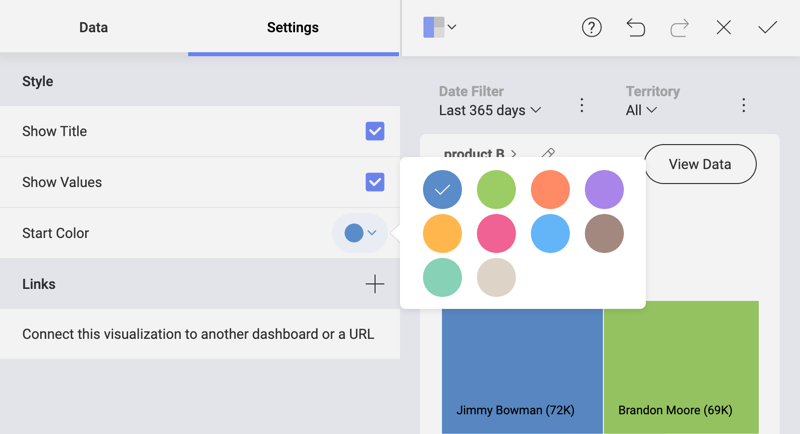 Data
Settings
Style
Show Title
Show Values
Start Color
Links
Connect this visualization to another dashboard or a URL
Date Filter
Last 365 days
Territory
All
product B
View Data
Jimmy Bowman (72K)
Brandon Moore (69K)